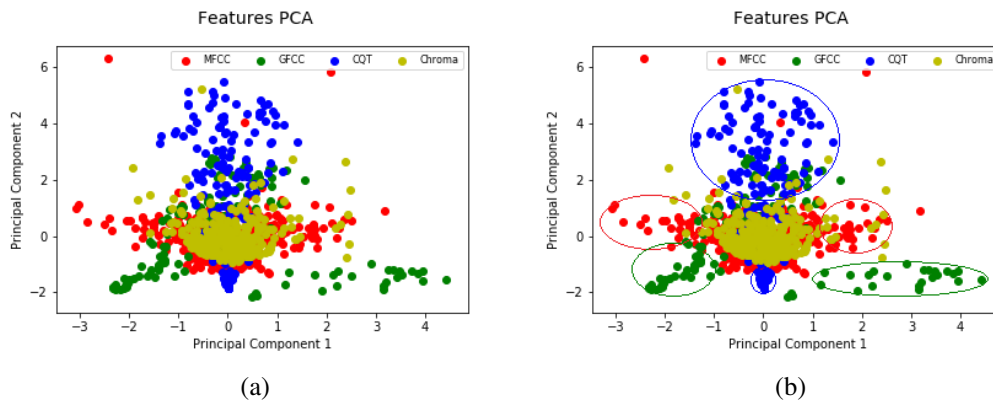 Features PCA
MFCC GFCC CQT Chroma
6
4
2
0
−2
Principal Component 2
−3 −2 −1 0 1 2 3 4
Principal Component 1
(a)
Features PCA
MFCC GFCC CQT Chroma
6
4
2
0
−2
Principal Component 2
−3 −2 −1 0 1 2 3 4
Principal Component 1
(b)